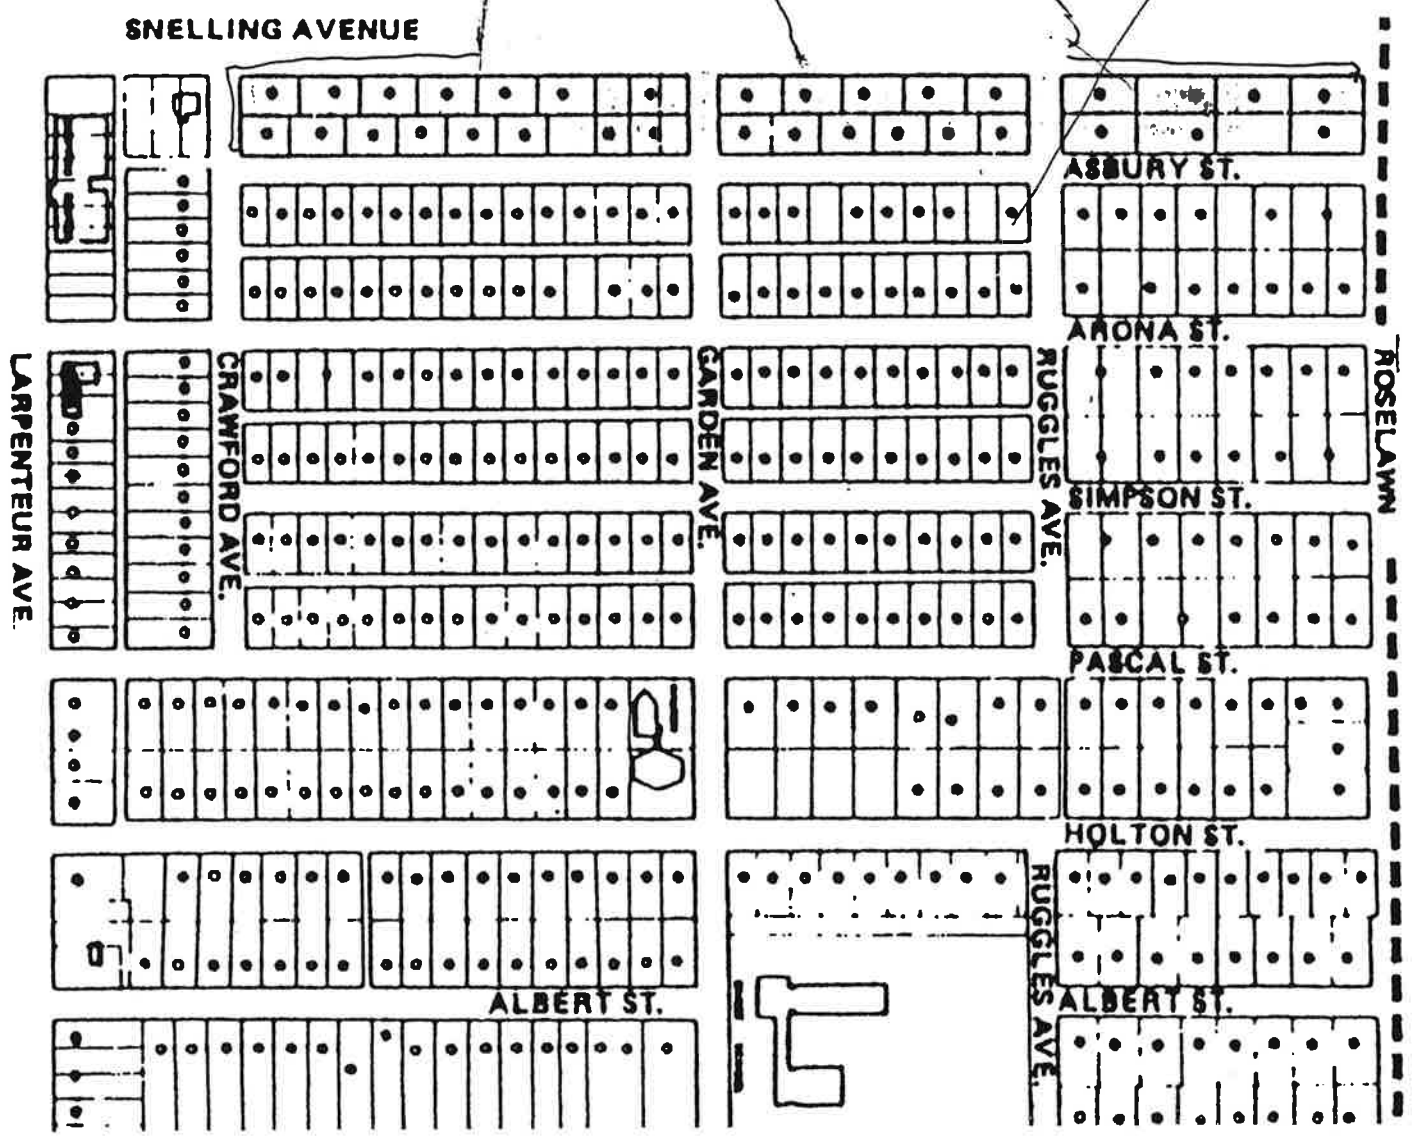 SNELLING AVENUE
ASBURY ST.
ARONA ST.
LARPENTEUR AVE
CRAWFORD AVE.
GARDEN AVE.
RUGGLES AVE.
ROSELAWN
SIMPSON ST.
PASCAL ST.
HOLTON ST.
RUGGLES AVE.
ALBERT ST.
ALBERT ST.